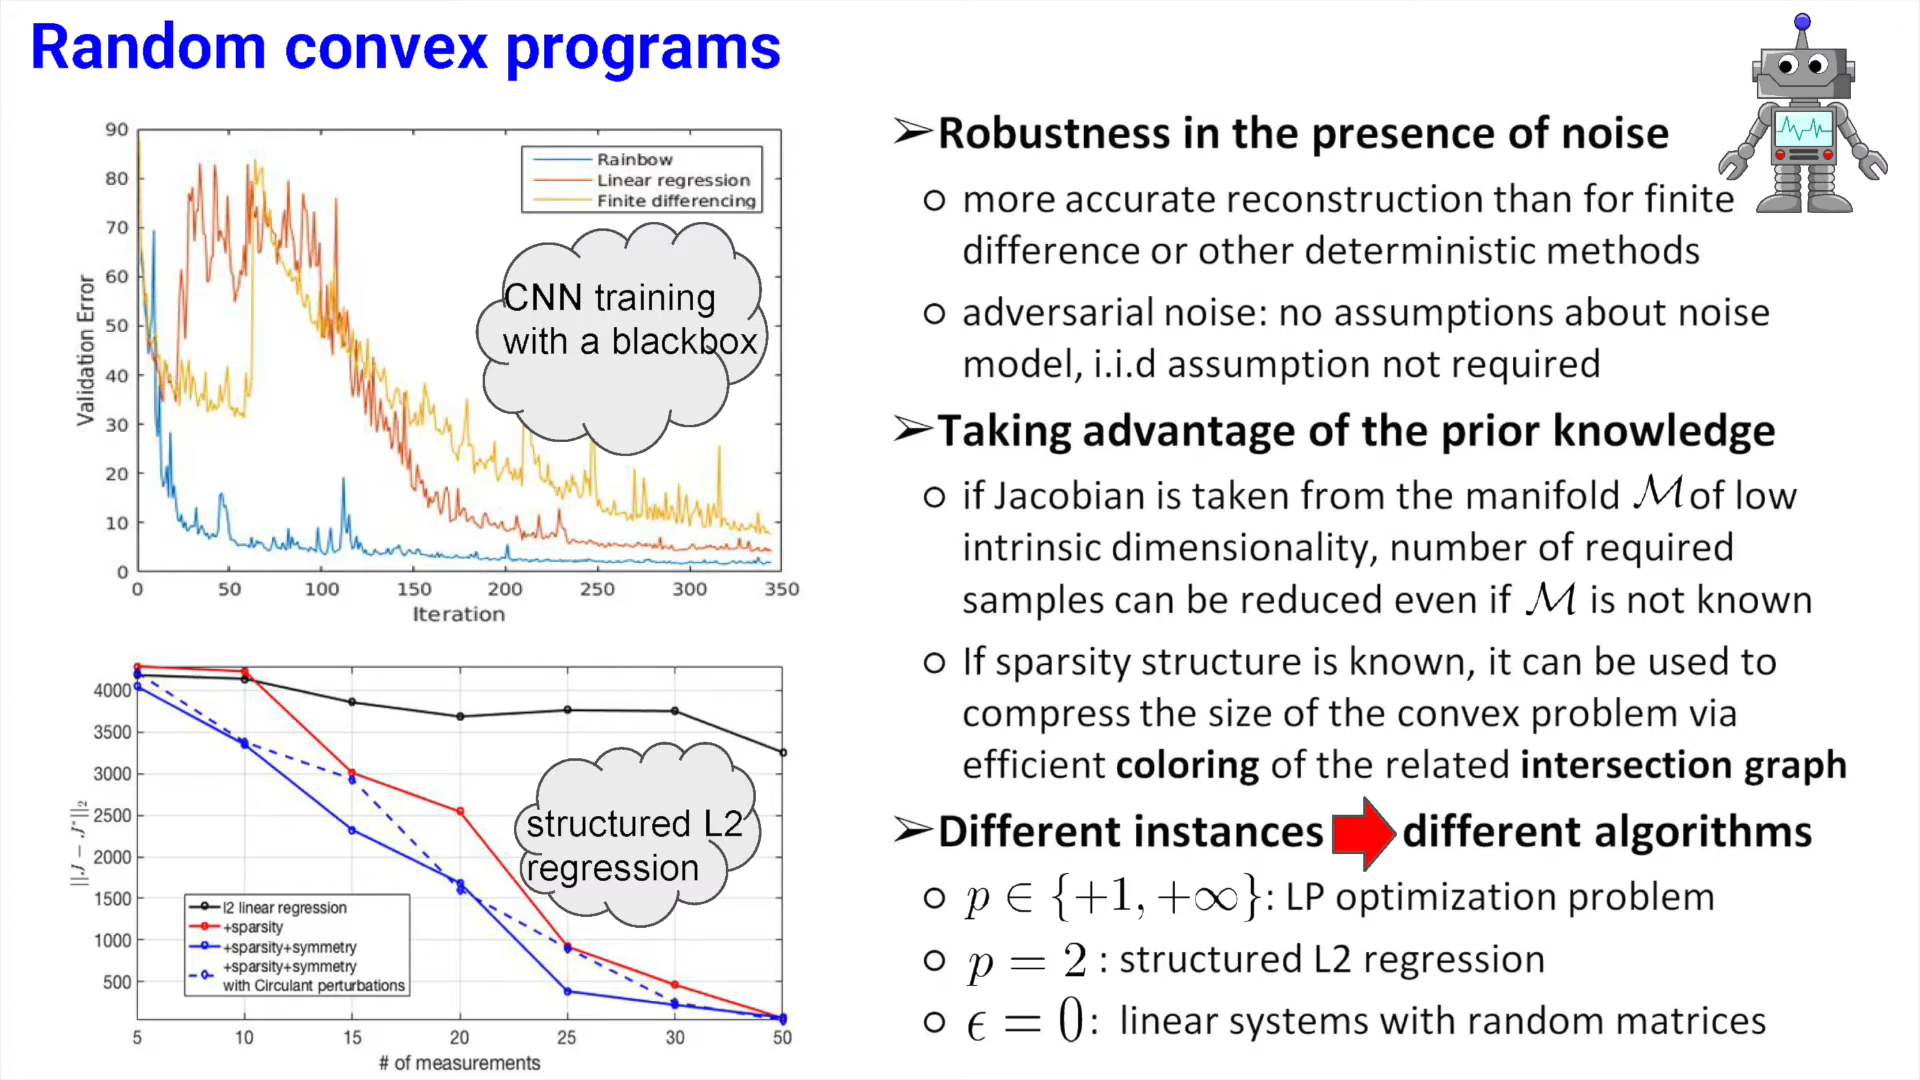 Random convex programs
90
80
70
60
50
40
30
20
10
0
Validation Error
0 50 100 150 200 250 300 350
Iteration
Rainbow
Linear regression
Finite differencing
CNN training
with a blackbox
4000
3500
3000
2500
2000
1500
1000
500
||J − J*||₂
5 10 15 20 25 30 50
# of measurements
l2 linear regression
+sparsity
+sparsity+symmetry
+sparsity+symmetry
with Circulant perturbations
structured L2
regression
➢Robustness in the presence of noise
○ more accurate reconstruction than for finite
difference or other deterministic methods
○ adversarial noise: no assumptions about noise
model, i.i.d assumption not required
➢Taking advantage of the prior knowledge
○ if Jacobian is taken from the manifold ℳ of low
intrinsic dimensionality, number of required
samples can be reduced even if ℳ is not known
○ If sparsity structure is known, it can be used to
compress the size of the convex problem via
efficient coloring of the related intersection graph
➢Different instances different algorithms
○ p ∈ {+1, +∞}: LP optimization problem
○ p = 2 : structured L2 regression
○ ϵ = 0: linear systems with random matrices